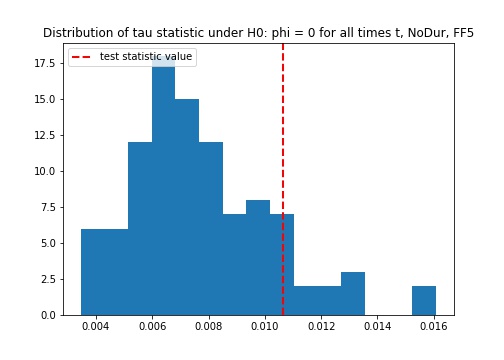 Distribution of tau statistic under H0: phi = 0 for all times t, NoDur, FF5
test statistic value
17.5
15.0
12.5
10.0
7.5
5.0
2.5
0.0
0.004 0.006 0.008 0.010 0.012 0.014 0.016